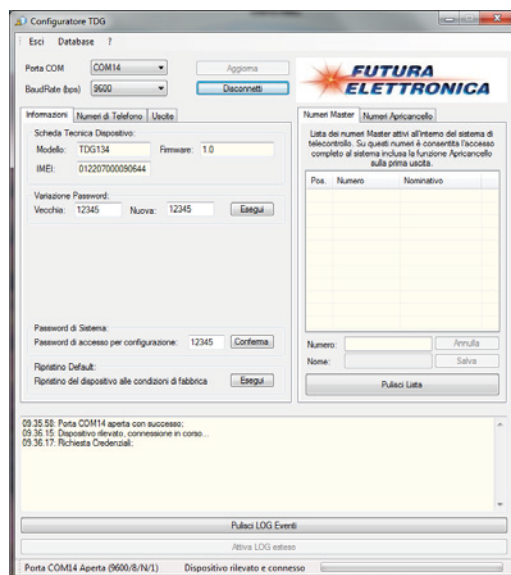 Configuratore TDG
Esci Database ?
Porta COM COM14 Aggiorna
BaudRate (bps) 9600 Disconnetti
FUTURA
ELETTRONICA
Informazioni Numeri di Telefono Uscite
Scheda Tecnica Dispositivo:
Modello: TDG134 Firmware: 1.0
IMEI: 012207000090644
Variazione Password:
Vecchia: 12345 Nuova: 12345 Esegui
Password di Sistema:
Password di accesso per configurazione: 12345 Conferma
Ripristino Default:
Ripristino del dispositivo alle condizioni di fabbrica Esegui
Numeri Master Numeri Apricancello
Lista dei numeri Master attivi all'interno del sistema di
telecontrollo. Su questi numeri è consentita l'accesso
completo al sistema inclusa la funzione Apricancello
sulla prima uscita.
Pos. Numero Nominativo
Numero: Annulla
Nome: Salva
Pulisci Lista
09.35.58: Porta COM14 aperta con successo;
09.36.15: Dispositivo rilevato, connessione in corso...
09.36.17: Richiesta Credenziali;
Pulisci LOG Eventi
Attiva LOG esteso
Porta COM14 Aperta (9600/8/N/1) Dispositivo rilevato e connesso